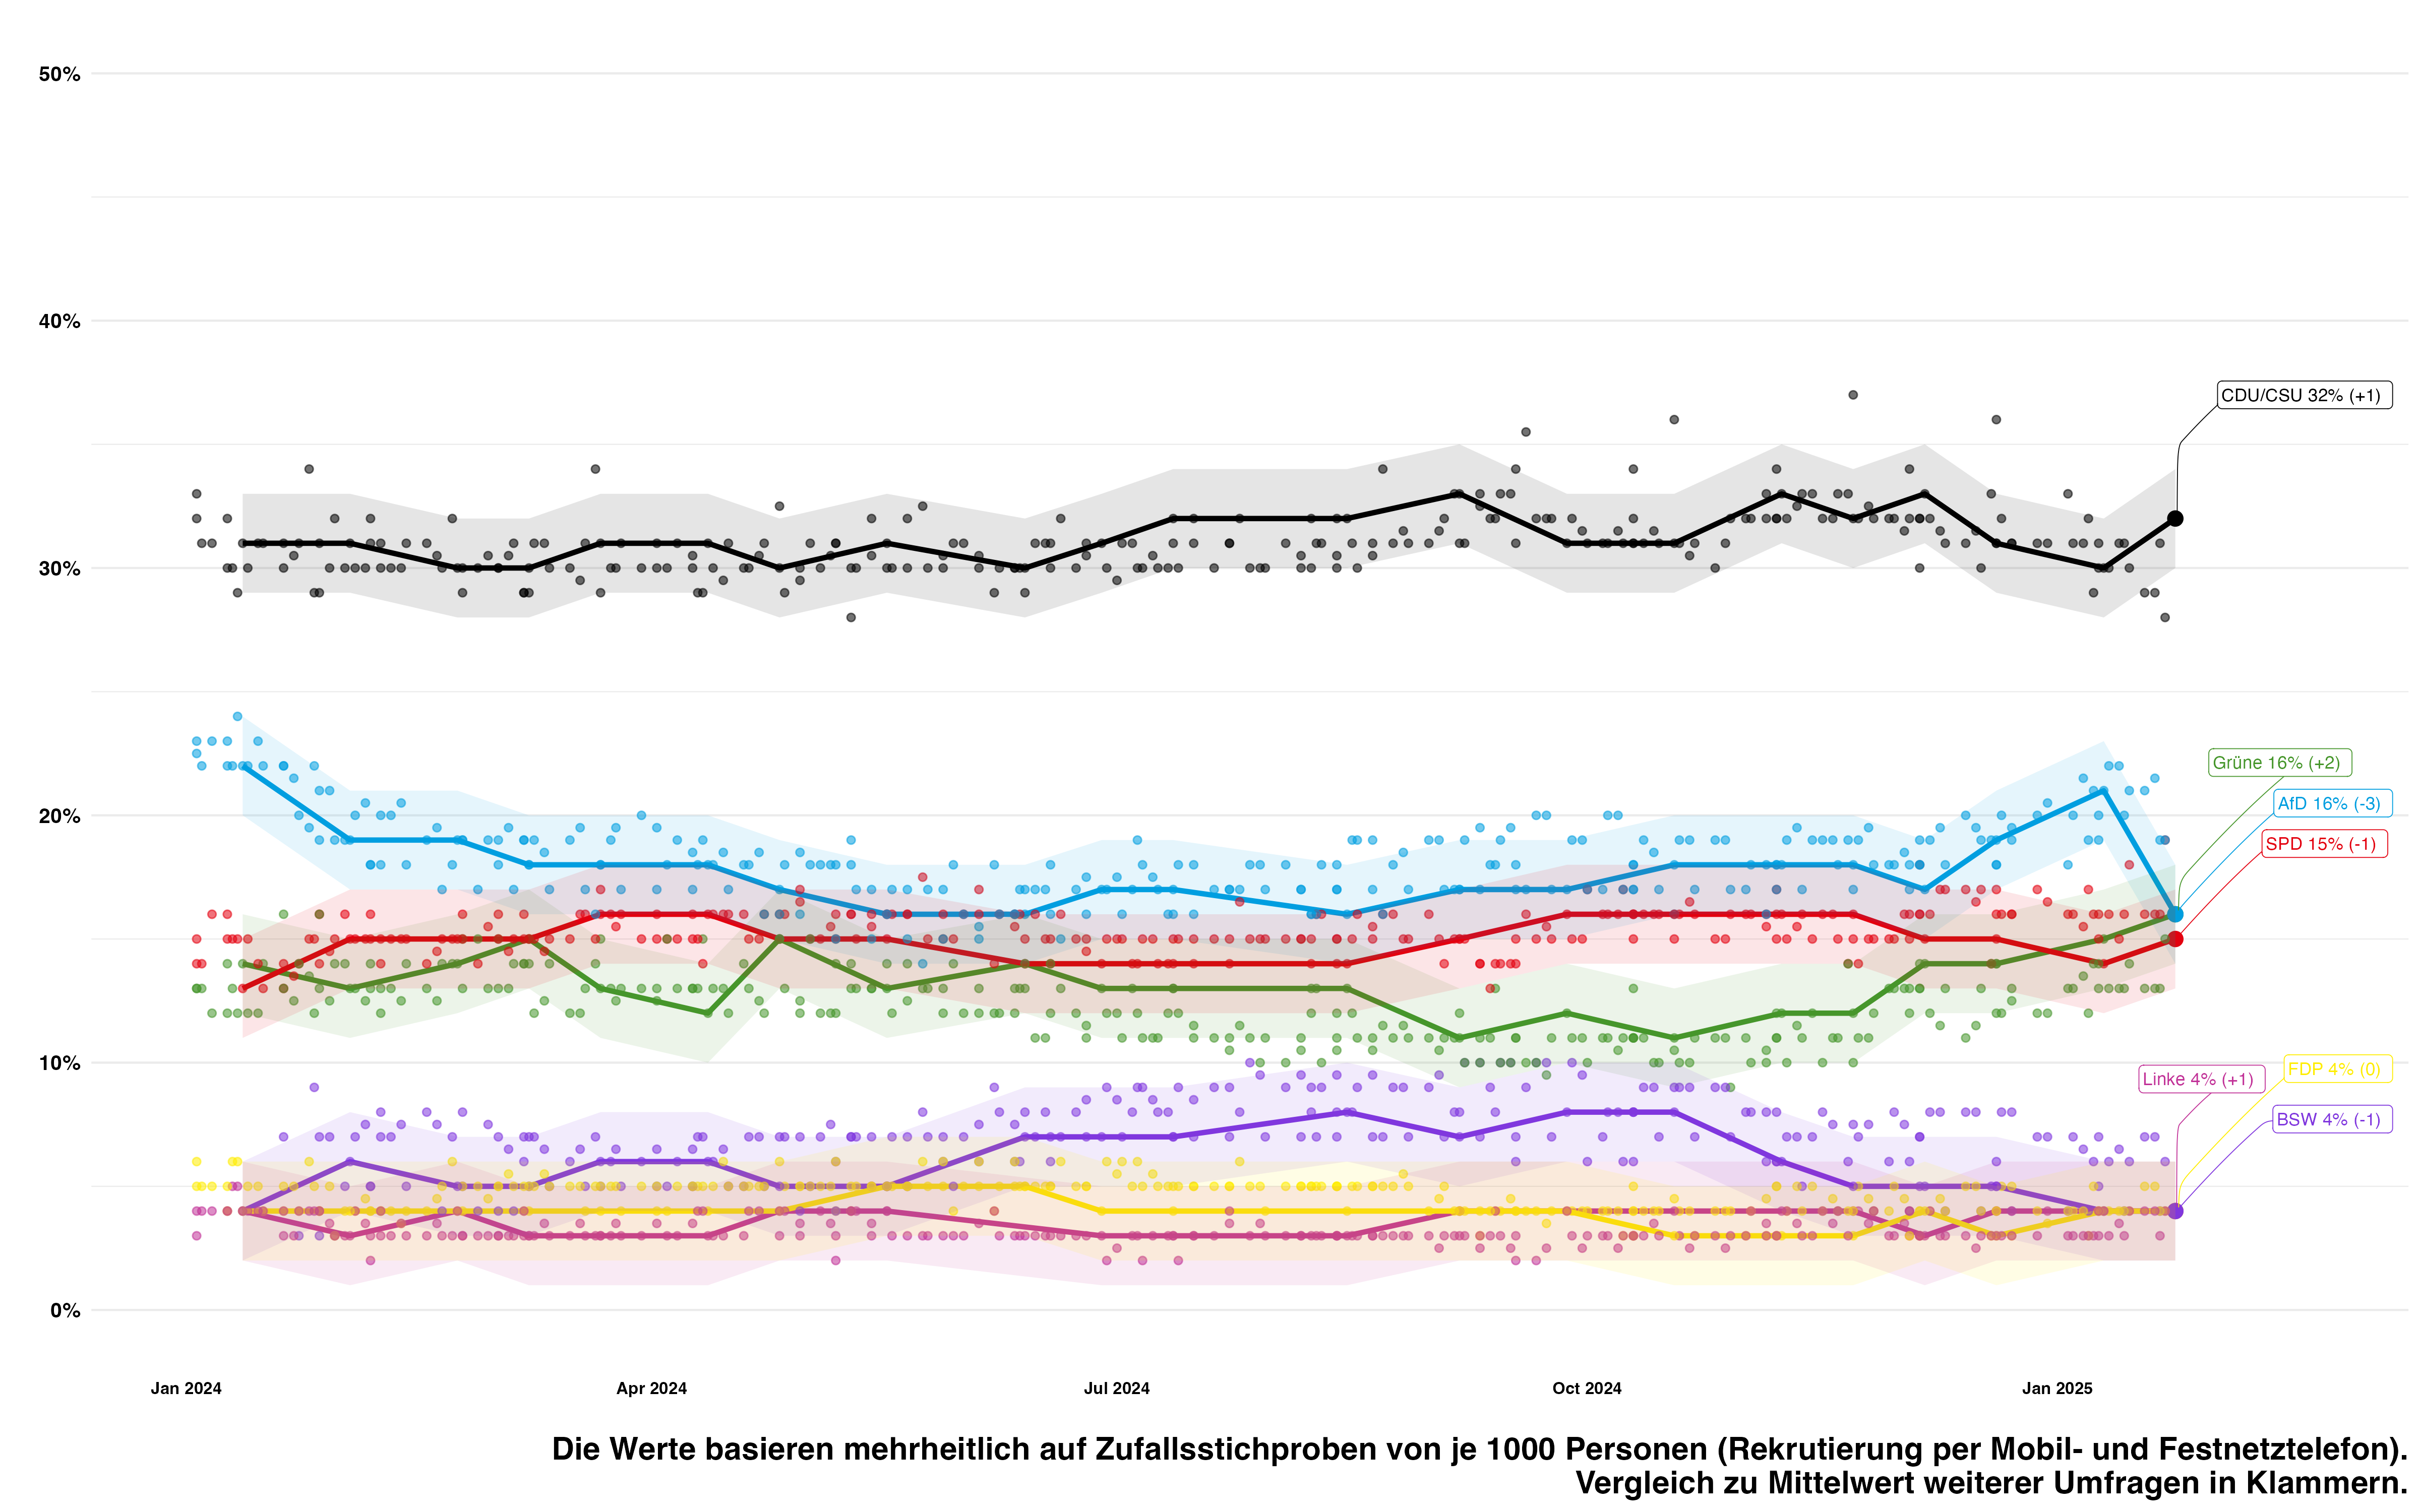 50%
40%
30%
20%
10%
0%
CDU/CSU 32% (+1)
Grüne 16% (+2)
AfD 16% (-3)
SPD 15% (-1)
FDP 4% (0)
Linke 4% (+1)
BSW 4% (-1)
Jan 2024
Apr 2024
Jul 2024
Oct 2024
Jan 2025
Die Werte basieren mehrheitlich auf Zufallsstichproben von je 1000 Personen (Rekrutierung per Mobil- und Festnetztelefon).
Vergleich zu Mittelwert weiterer Umfragen in Klammern.